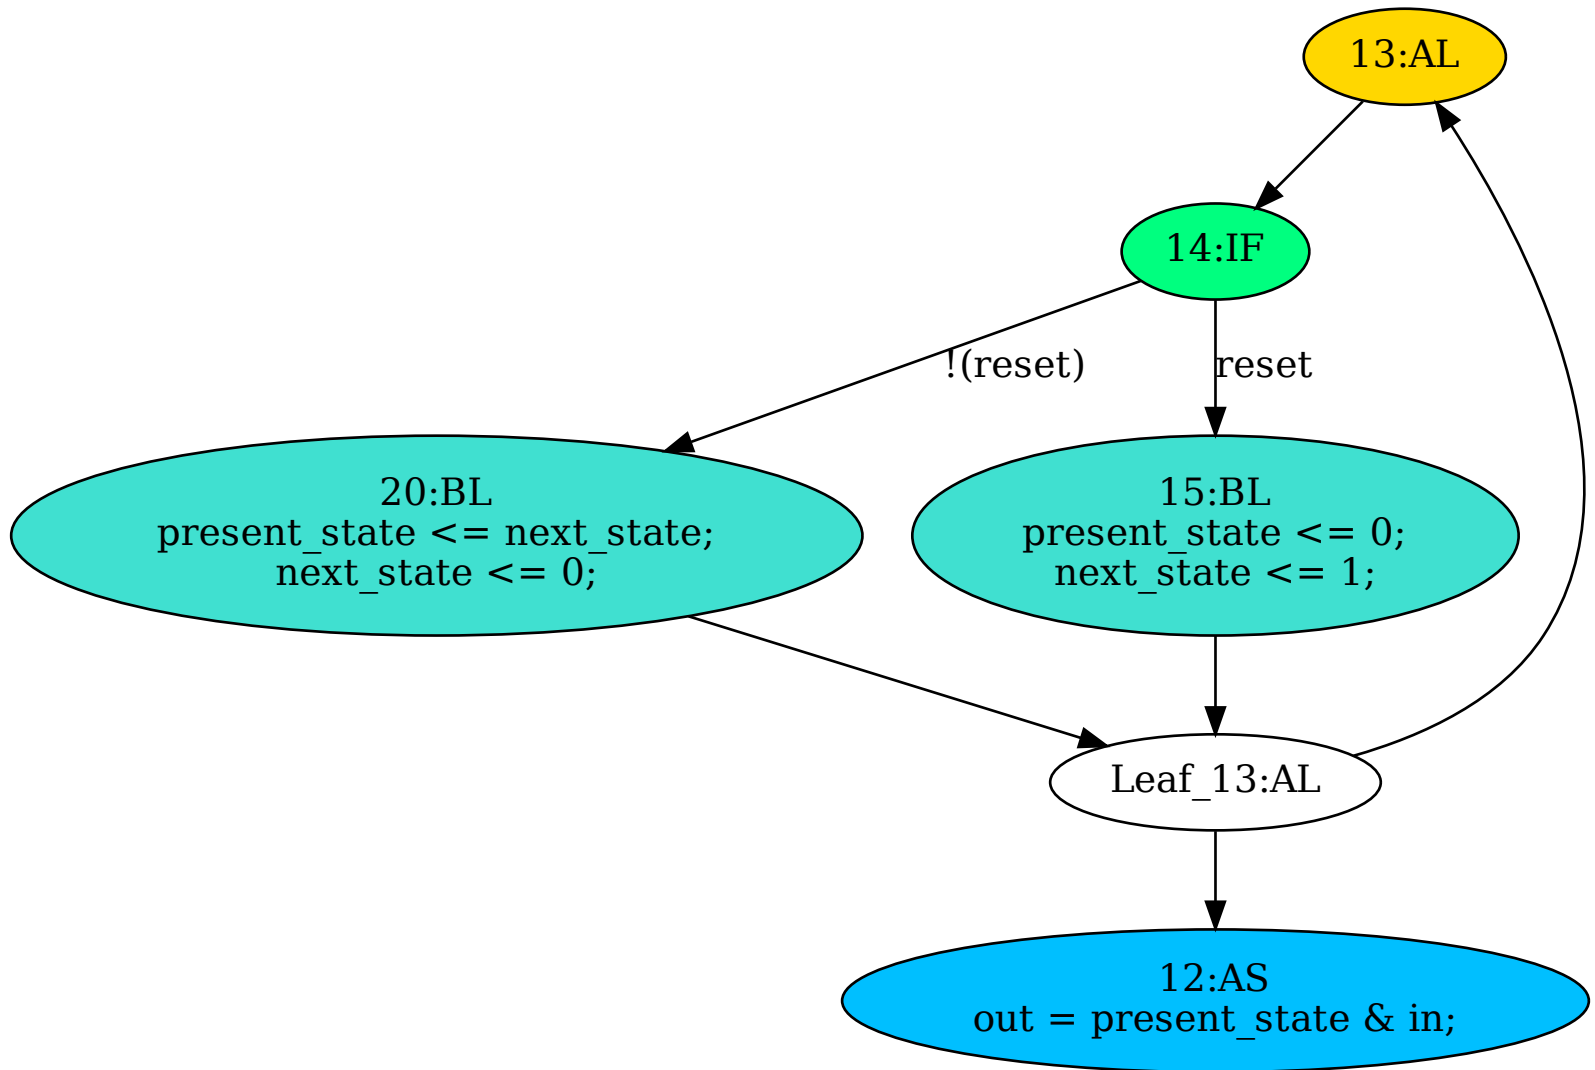 13:AL
14:IF
!(reset)
reset
20:BL
present_state <= next_state;
next_state <= 0;
15:BL
present_state <= 0;
next_state <= 1;
Leaf_13:AL
12:AS
out = present_state & in;